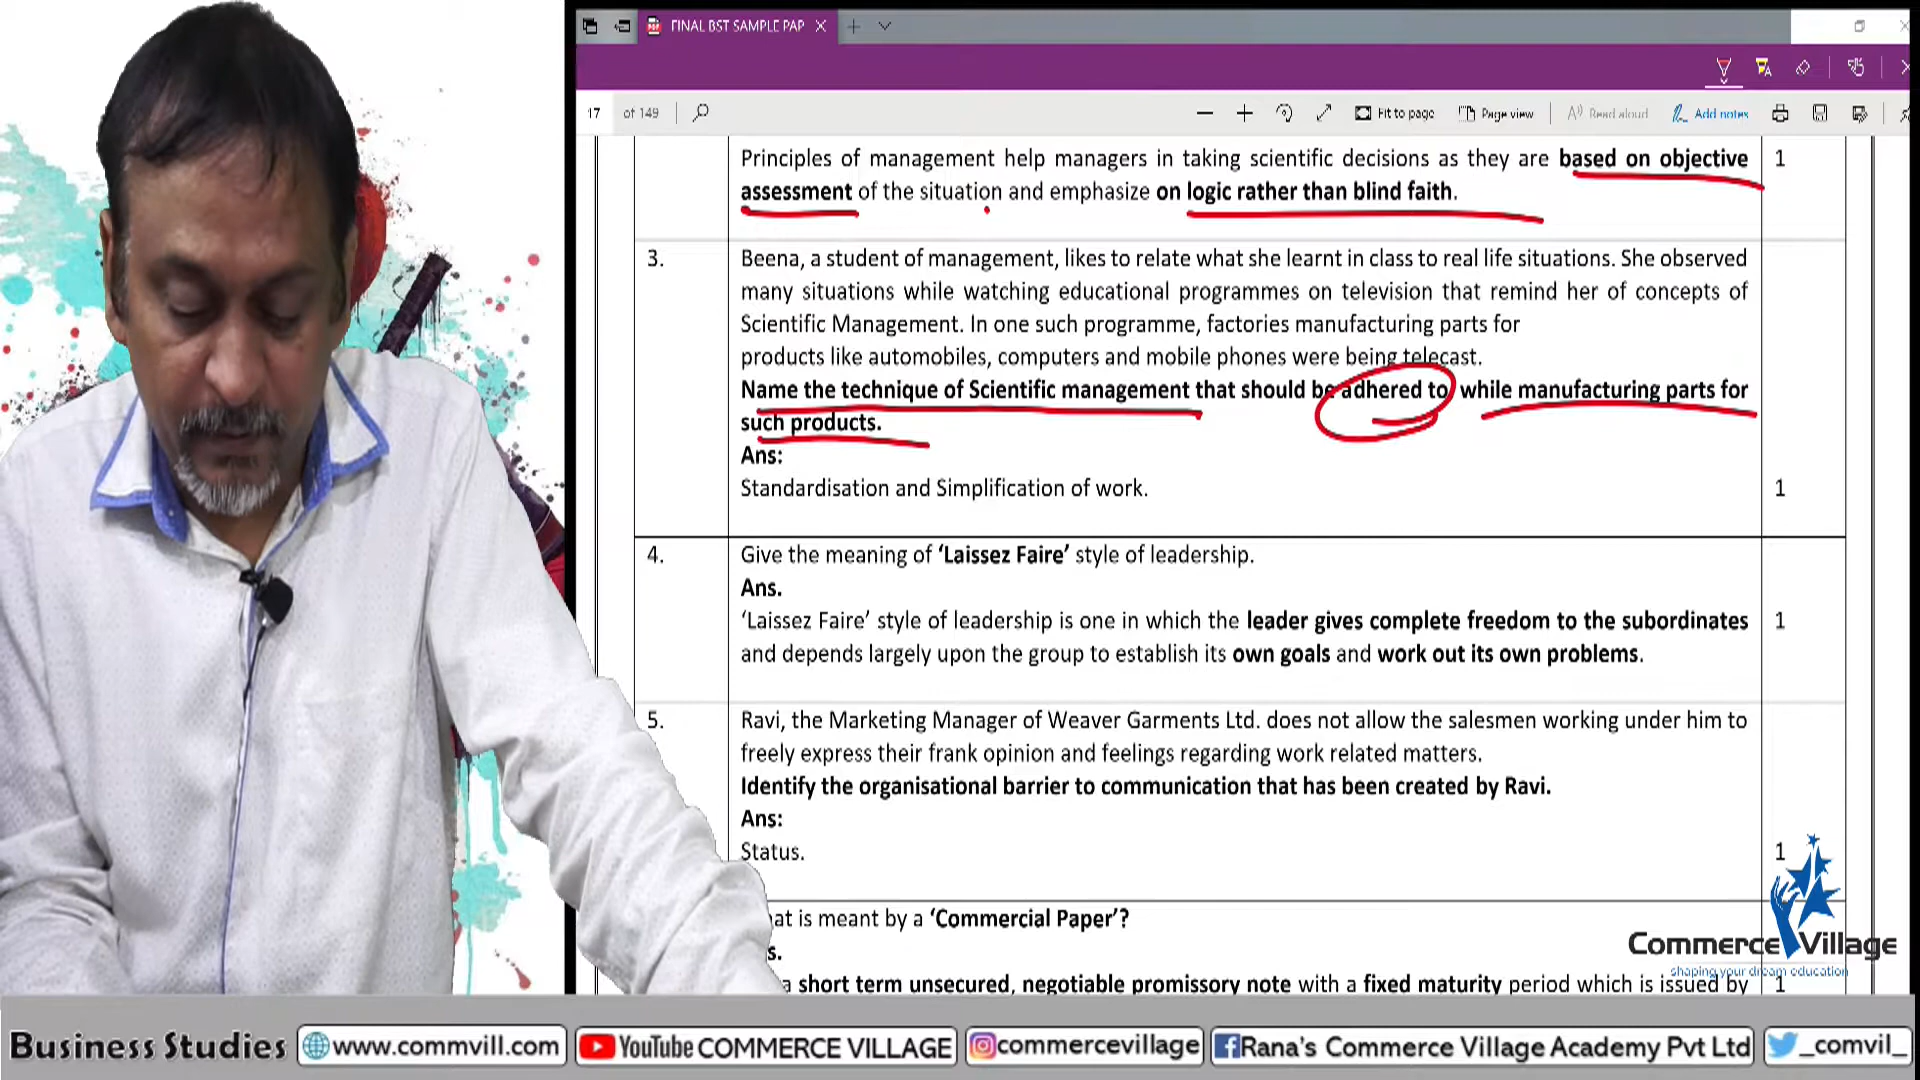 FINAL BST SAMPLE PAP
17 of 149
Fit to page
Page view
Read aloud
Add notes
Principles of management help managers in taking scientific decisions as they are based on objective 1
assessment of the situation and emphasize on logic rather than blind faith.
3. Beena, a student of management, likes to relate what she learnt in class to real life situations. She observed
many situations while watching educational programmes on television that remind her of concepts of
Scientific Management. In one such programme, factories manufacturing parts for
products like automobiles, computers and mobile phones were being telecast.
Name the technique of Scientific management that should be adhered to while manufacturing parts for
such products.
Ans:
Standardisation and Simplification of work. 1
4. Give the meaning of ‘Laissez Faire’ style of leadership.
Ans.
‘Laissez Faire’ style of leadership is one in which the leader gives complete freedom to the subordinates 1
and depends largely upon the group to establish its own goals and work out its own problems.
5. Ravi, the Marketing Manager of Weaver Garments Ltd. does not allow the salesmen working under him to
freely express their frank opinion and feelings regarding work related matters.
Identify the organisational barrier to communication that has been created by Ravi.
Ans:
Status. 1
is meant by a ‘Commercial Paper’?
a short term unsecured, negotiable promissory note with a fixed maturity period which is issued by 1
Commerce Village
shaping your dream education
Business Studies
www.commvill.com
YouTube COMMERCE VILLAGE
commercevillage
Rana's Commerce Village Academy Pvt Ltd
_comvil_